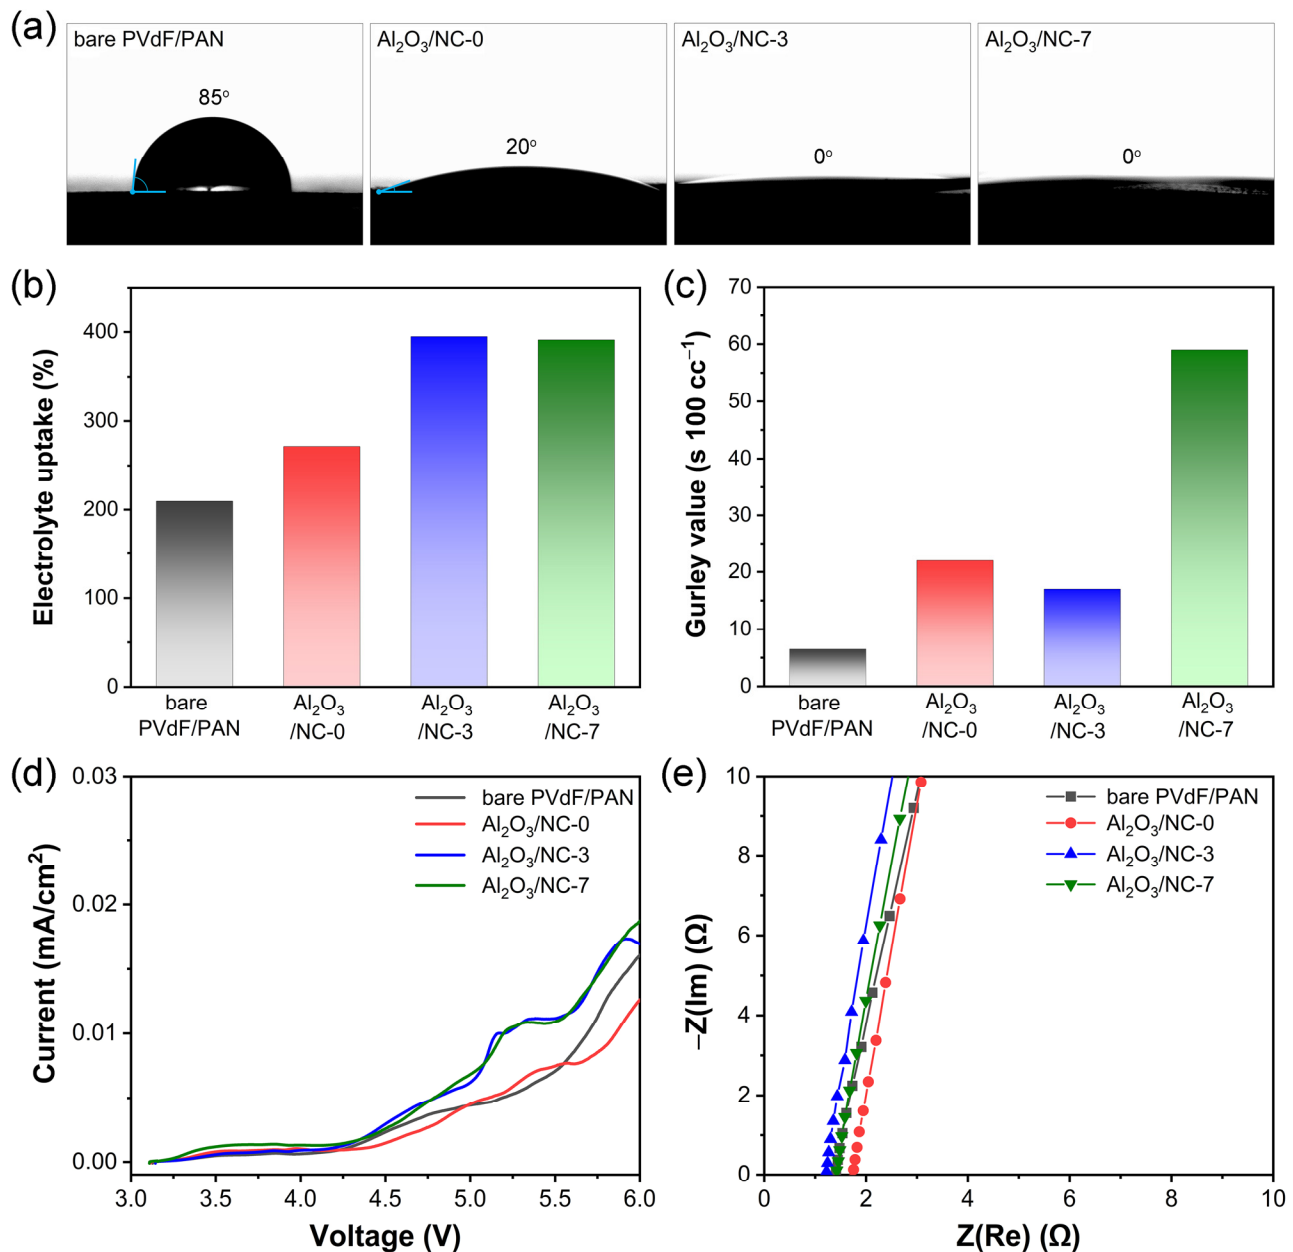 (a)
bare PVdF/PAN
Al₂O₃/NC-0
Al₂O₃/NC-3
Al₂O₃/NC-7
85°
20°
0°
0°
(b)
Electrolyte uptake (%)
400
300
200
100
0
bare
PVdF/PAN
Al₂O₃
/NC-0
Al₂O₃
/NC-3
Al₂O₃
/NC-7
(c)
Gurley value (s 100 cc⁻¹)
70
60
50
40
30
20
10
0
bare
PVdF/PAN
Al₂O₃
/NC-0
Al₂O₃
/NC-3
Al₂O₃
/NC-7
(d)
Current (mA/cm²)
0.03
0.02
0.01
0.00
bare PVdF/PAN
Al₂O₃/NC-0
Al₂O₃/NC-3
Al₂O₃/NC-7
3.0 3.5 4.0 4.5 5.0 5.5 6.0
Voltage (V)
(e)
−Z(Im) (Ω)
10
8
6
4
2
0
bare PVdF/PAN
Al₂O₃/NC-0
Al₂O₃/NC-3
Al₂O₃/NC-7
0 2 4 6 8 10
Z(Re) (Ω)